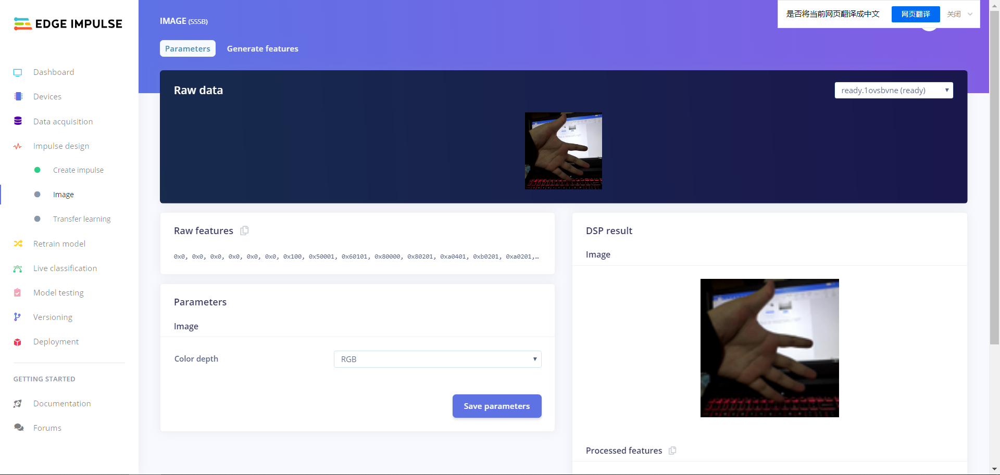 EDGE IMPULSE
Dashboard
Devices
Data acquisition
Impulse design
Create impulse
Image
Transfer learning
Retrain model
Live classification
Model testing
Versioning
Deployment
GETTING STARTED
Documentation
Forums
IMAGE (SSSB)
是否将当前网页翻译成中文 网页翻译 关闭
Parameters Generate features
Raw data
ready.1ovsbvne (ready)
Raw features
0x0, 0x0, 0x0, 0x0, 0x0, 0x0, 0x100, 0x50001, 0x60101, 0x80000, 0x80201, 0xa0401, 0xb0201, 0xa0201,…
Parameters
Image
Color depth RGB
Save parameters
DSP result
Image
Processed features